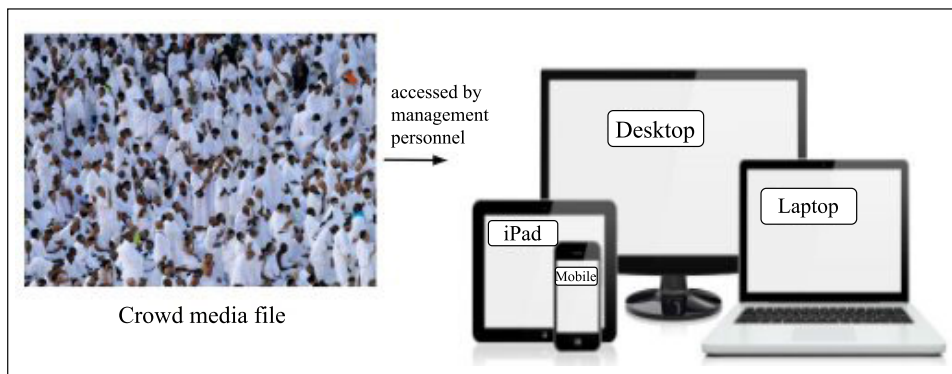 accessed by
management
personnel
Desktop
Laptop
iPad
Mobile
Crowd media file